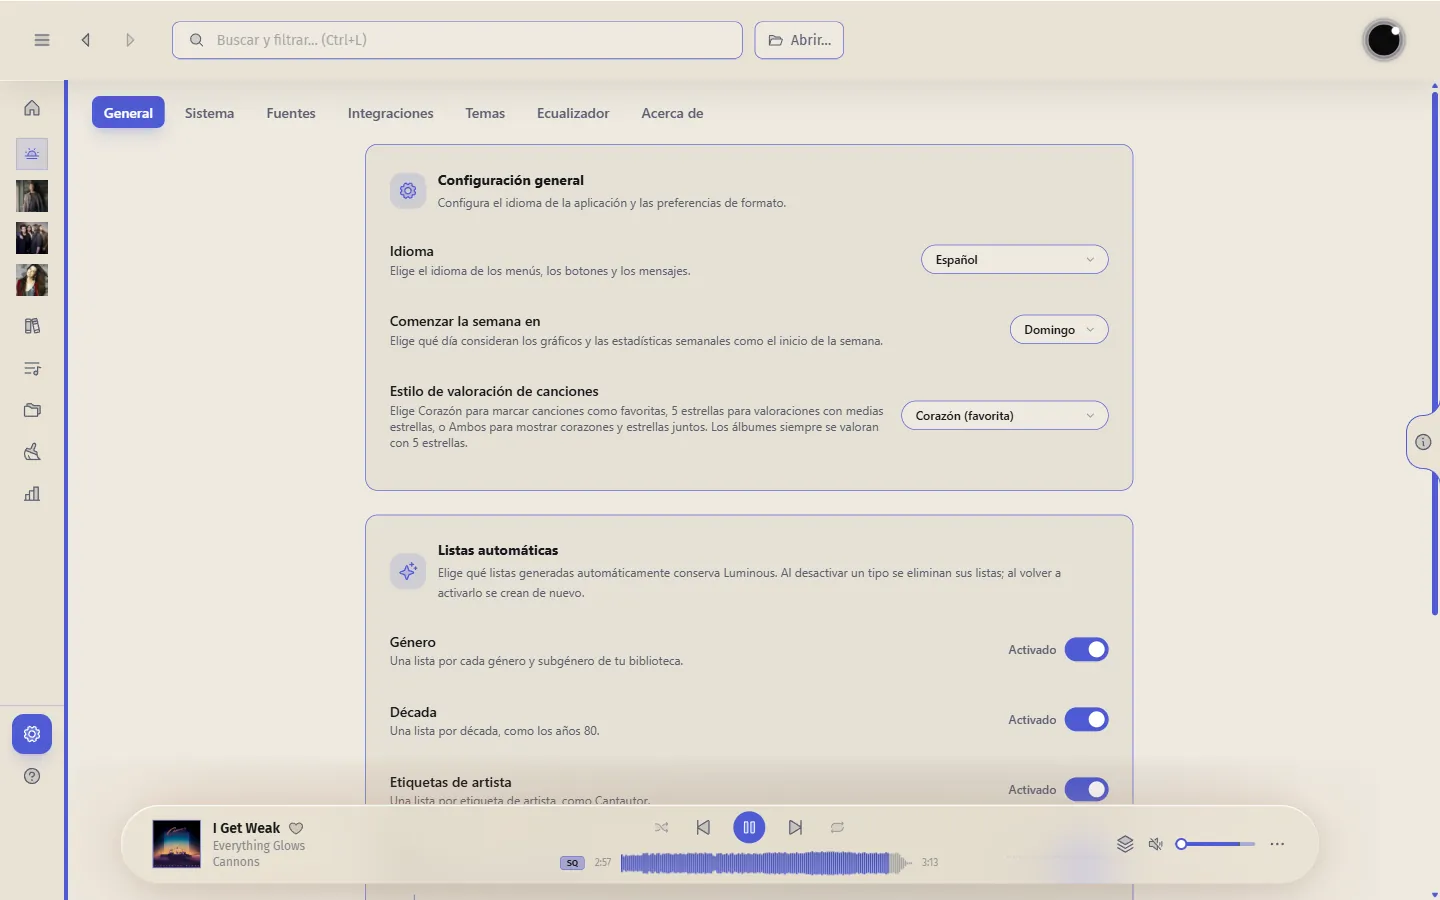 Buscar y filtrar... (Ctrl+L)
Abrir...
General
Sistema
Fuentes
Integraciones
Temas
Ecualizador
Acerca de
Configuración general
Configura el idioma de la aplicación y las preferencias de formato.
Idioma
Elige el idioma de los menús, los botones y los mensajes.
Español
Comenzar la semana en
Elige qué día consideran los gráficos y las estadísticas semanales como el inicio de la semana.
Domingo
Estilo de valoración de canciones
Elige Corazón para marcar canciones como favoritas, 5 estrellas para valoraciones con medias
estrellas, o Ambos para mostrar corazones y estrellas juntos. Los álbumes siempre se valoran
con 5 estrellas.
Corazón (favorita)
Listas automáticas
Elige qué listas generadas automáticamente conserva Luminous. Al desactivar un tipo se eliminan sus listas; al volver a
activarlo se crean de nuevo.
Género
Una lista por cada género y subgénero de tu biblioteca.
Activado
Década
Una lista por década, como los años 80.
Activado
Etiquetas de artista
Una lista por etiqueta de artista, como Cantautor.
Activado
I Get Weak
Everything Glows
Cannons
SQ
2:57
3:13